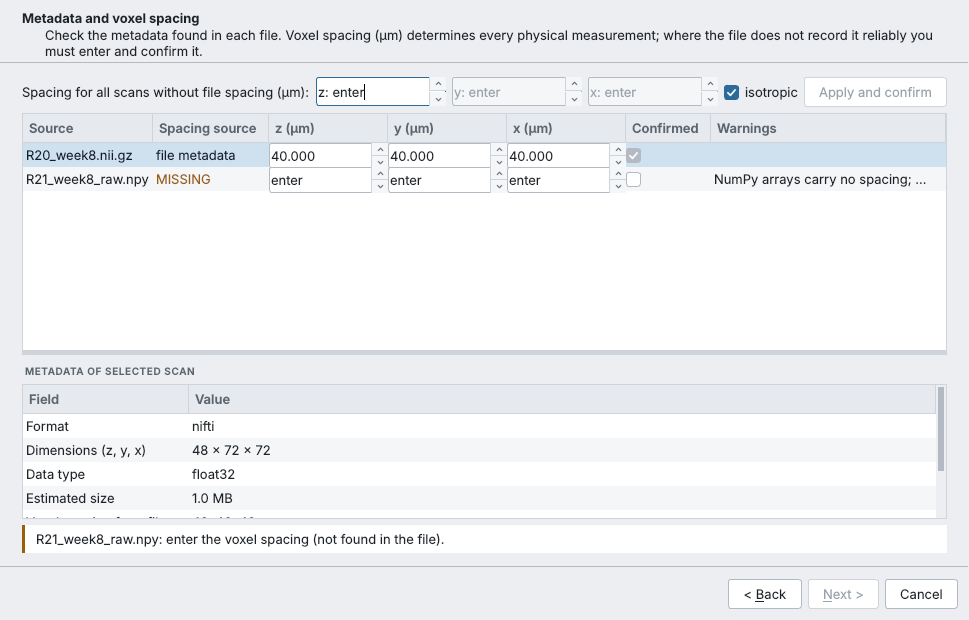 Metadata and voxel spacing
Check the metadata found in each file. Voxel spacing (μm) determines every physical measurement; where the file does not record it reliably you
must enter and confirm it.
Spacing for all scans without file spacing (μm): z: enter y: enter x: enter isotropic Apply and confirm
Source Spacing source z (μm) y (μm) x (μm) Confirmed Warnings
R20_week8.nii.gz file metadata 40.000 40.000 40.000
R21_week8_raw.npy MISSING enter enter enter NumPy arrays carry no spacing; ...
METADATA OF SELECTED SCAN
Field Value
Format nifti
Dimensions (z, y, x) 48 × 72 × 72
Data type float32
Estimated size 1.0 MB
R21_week8_raw.npy: enter the voxel spacing (not found in the file).
< Back Next > Cancel